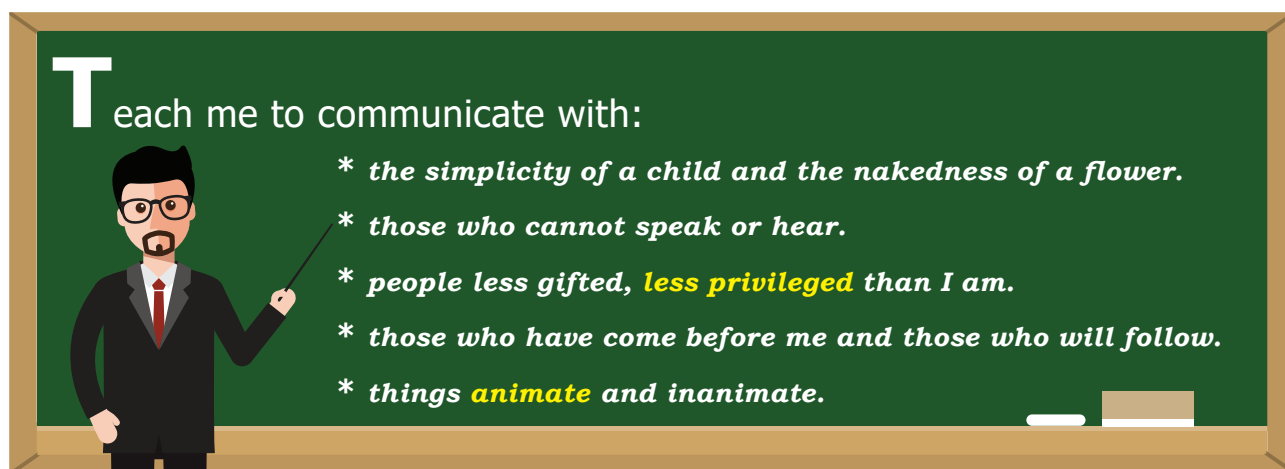 Teach me to communicate with:
* the simplicity of a child and the nakedness of a flower.
* those who cannot speak or hear.
* people less gifted, less privileged than I am.
* those who have come before me and those who will follow.
* things animate and inanimate.